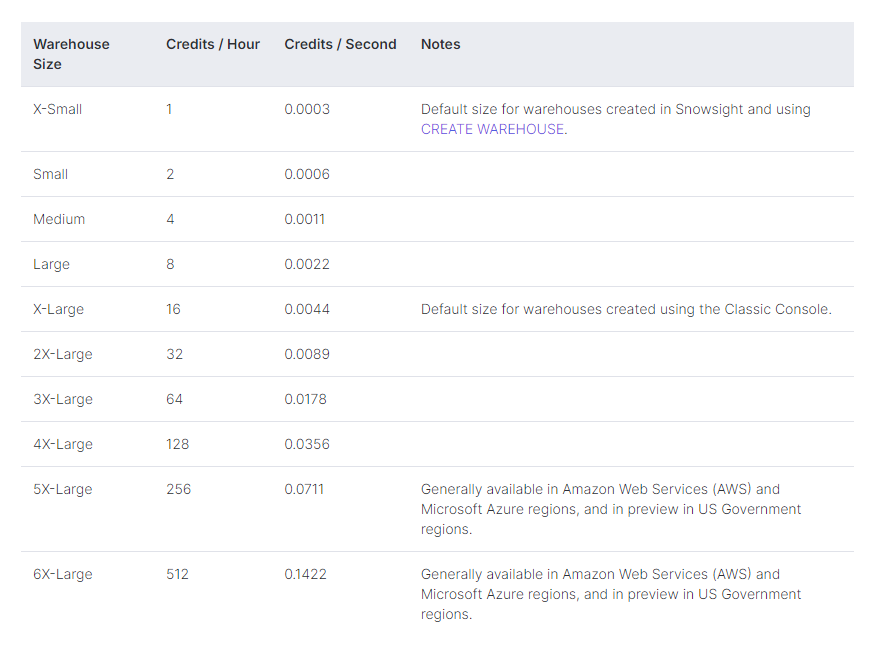 Warehouse Size Credits / Hour Credits / Second Notes
X-Small 1 0.0003 Default size for warehouses created in Snowsight and using
CREATE WAREHOUSE.
Small 2 0.0006
Medium 4 0.0011
Large 8 0.0022
X-Large 16 0.0044 Default size for warehouses created using the Classic Console.
2X-Large 32 0.0089
3X-Large 64 0.0178
4X-Large 128 0.0356
5X-Large 256 0.0711 Generally available in Amazon Web Services (AWS) and
Microsoft Azure regions, and in preview in US Government
regions.
6X-Large 512 0.1422 Generally available in Amazon Web Services (AWS) and
Microsoft Azure regions, and in preview in US Government
regions.